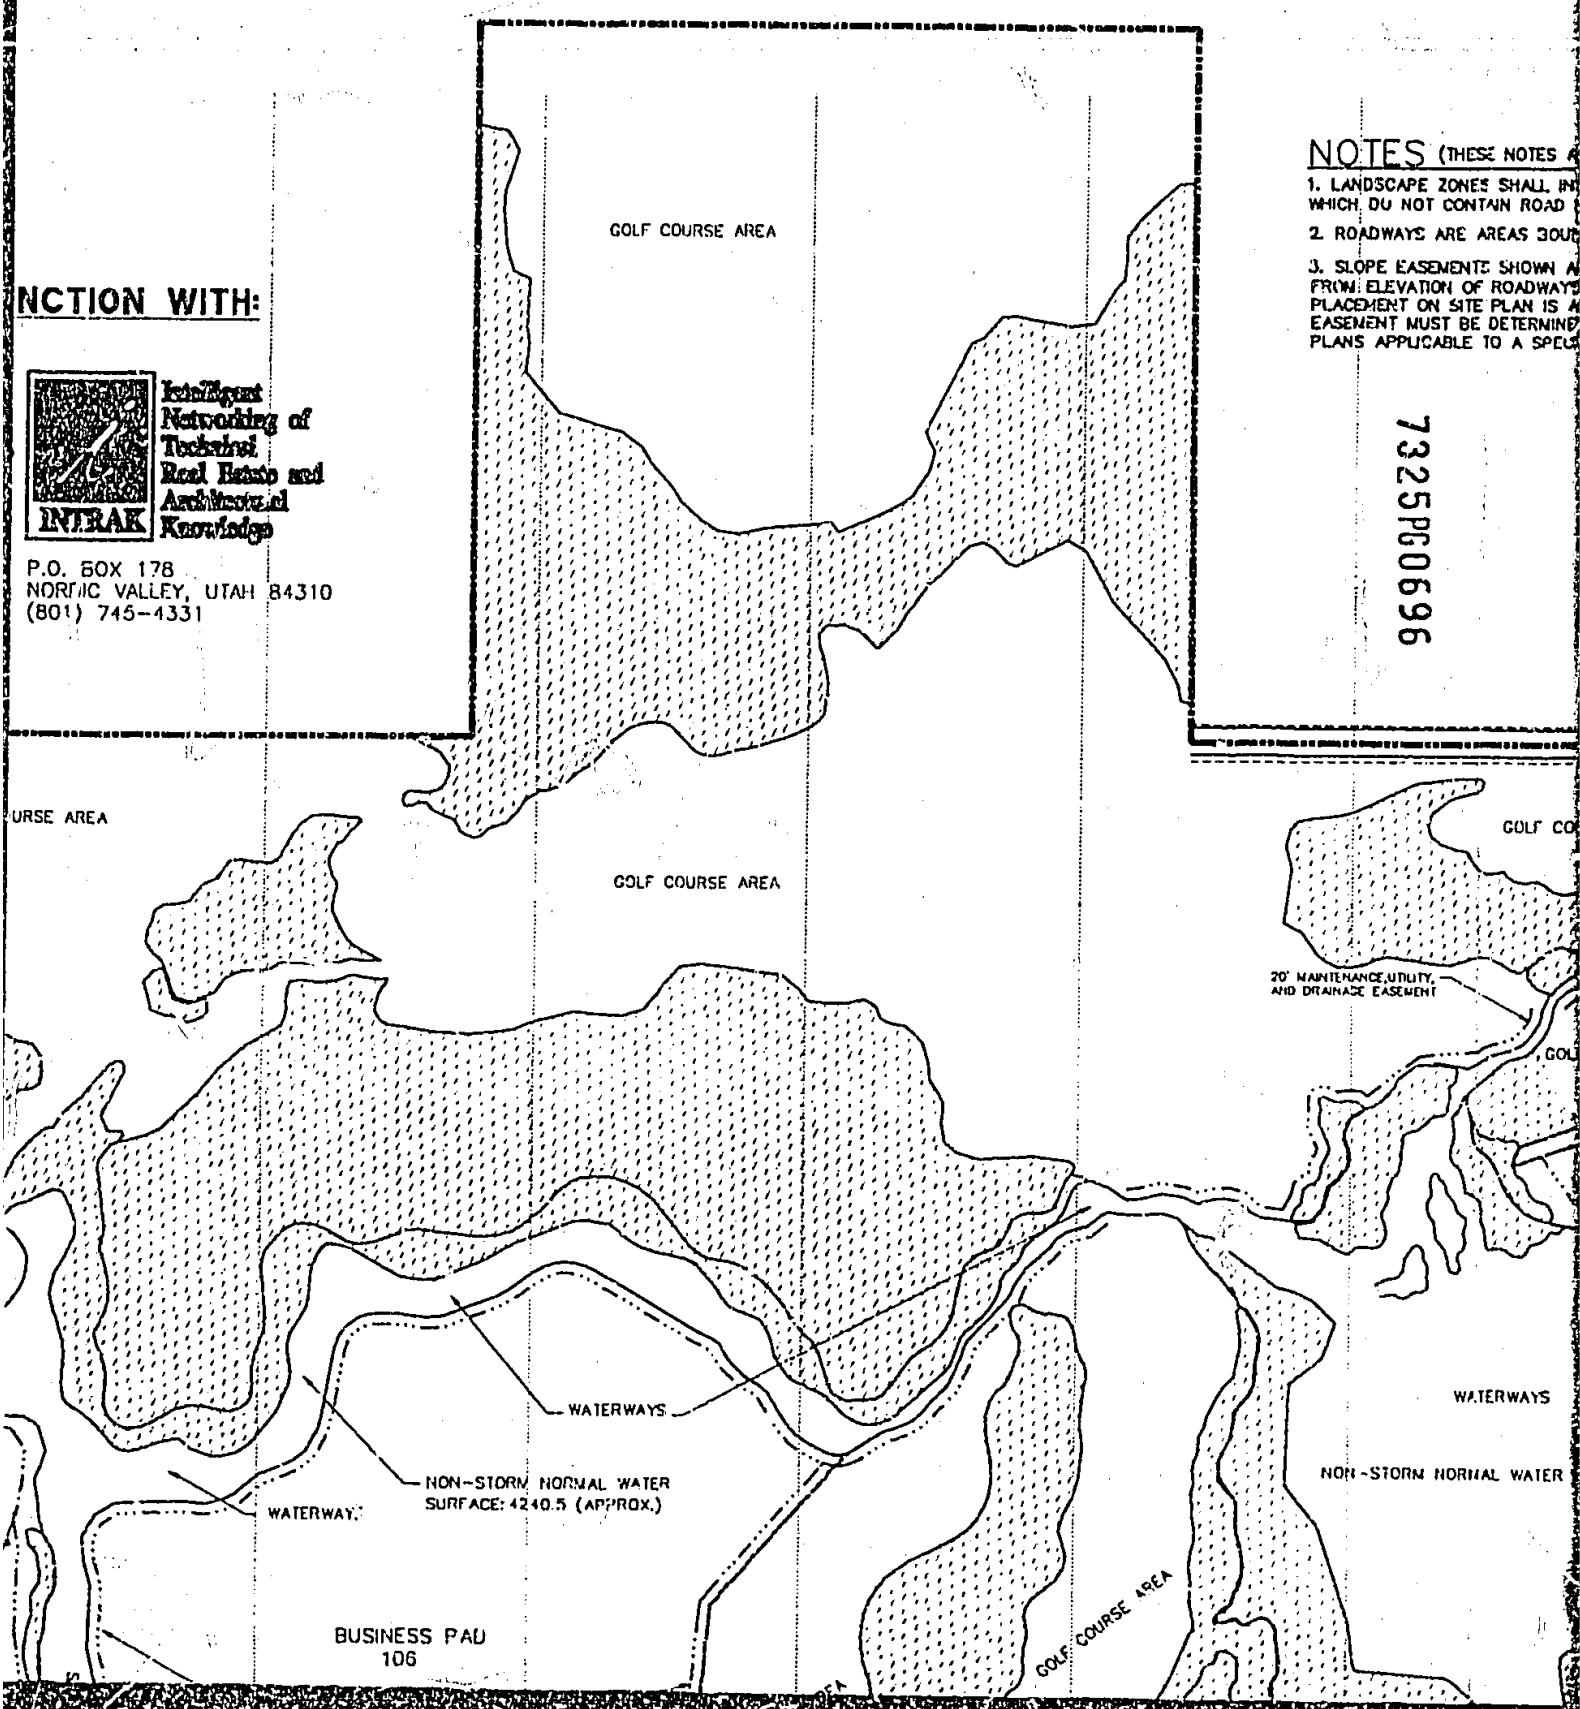 NOTES (THESE NOTES
1. LANDSCAPE ZONES SHALL IN
WHICH DO NOT CONTAIN ROAD
2. ROADWAYS ARE AREAS BOUN
3. SLOPE EASEMENTS SHOWN A
FROM ELEVATION OF ROADWAYS
PLACEMENT ON SITE PLAN IS A
EASEMENT MUST BE DETERMINE
PLANS APPLICABLE TO A SPECI
GOLF COURSE AREA
NCTION WITH:
Intelligent
Networking of
Technical
Real Estate and
Architectural
Knowledge
INTRAK
P.O. BOX 178
NORDIC VALLEY, UTAH 84310
(801) 745-4331
7325PG0696
URSE AREA
GOLF CO
GOLF COURSE AREA
20' MAINTENANCE, UTILITY,
AND DRAINAGE EASEMENT
GOL
WATERWAYS
WATERWAYS
NON-STORM NORMAL WATER
SURFACE: 4240.5 (APPROX.)
NON-STORM NORMAL WATER
WATERWAY
BUSINESS PAD
106
GOLF COURSE AREA